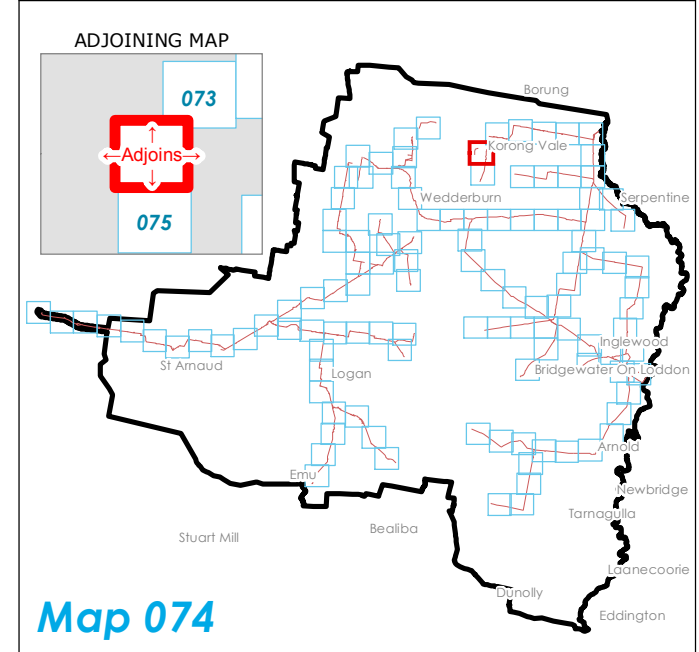 ADJOINING MAP
073
Adjoins
075
Borung
Korong Vale
Wedderburn
Serpentine
Inglewood
Bridgewater On Loddon
St Arnaud
Logan
Arnold
Emu
Newbridge
Tarnagulla
Bealiba
Stuart Mill
Laanecoorie
Dunolly
Eddington
Map 074